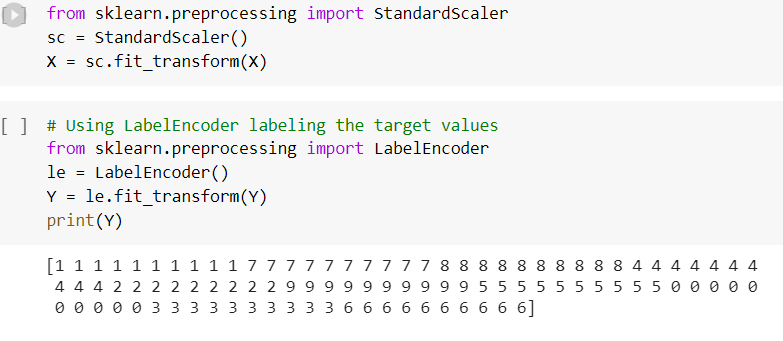 from sklearn.preprocessing import StandardScaler
sc = StandardScaler()
X = sc.fit_transform(X)
[ ] # Using LabelEncoder labeling the target values
from sklearn.preprocessing import LabelEncoder
le = LabelEncoder()
Y = le.fit_transform(Y)
print(Y)
[1 1 1 1 1 1 1 1 1 1 7 7 7 7 7 7 7 7 7 7 8 8 8 8 8 8 8 8 8 8 4 4 4 4 4 4 4
4 4 4 2 2 2 2 2 2 2 2 2 9 9 9 9 9 9 9 9 9 9 5 5 5 5 5 5 5 5 5 5 0 0 0 0 0
0 0 0 0 0 3 3 3 3 3 3 3 3 3 3 6 6 6 6 6 6 6 6 6 6]